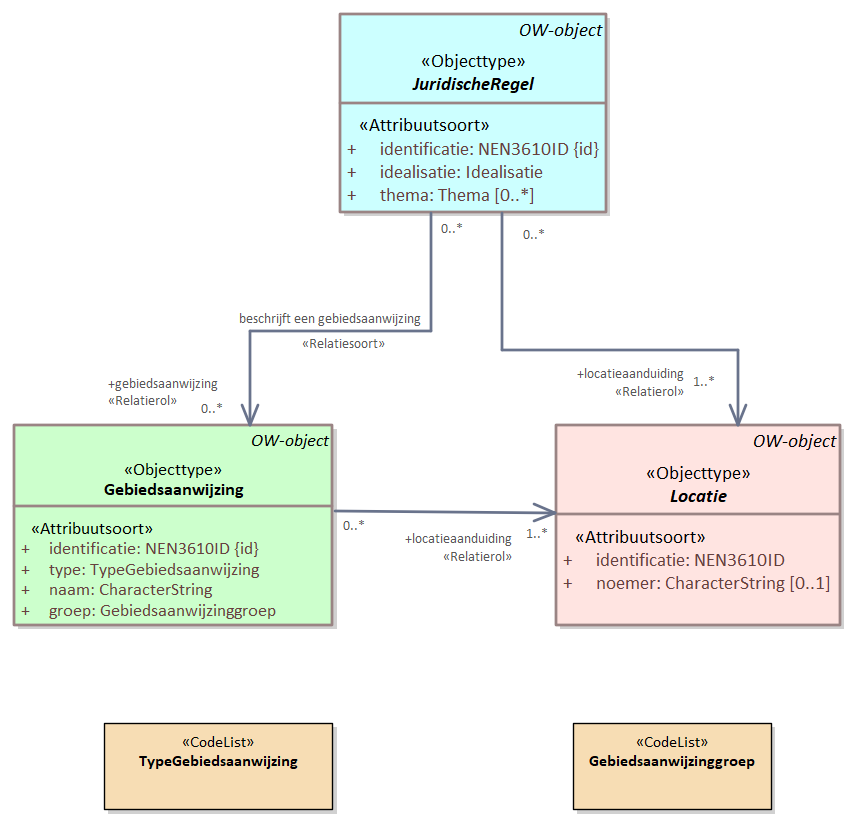 OW-object
«Objecttype»
JuridischeRegel
«Attribuutsoort»
+ identificatie: NEN3610ID {id}
+ idealisatie: Idealisatie
+ thema: Thema [0..*]
0..*
0..*
beschrijft een gebiedsaanwijzing
«Relatiesoort»
+gebiedsaanwijzing
«Relatierol»
0..*
+locatieaanduiding
«Relatierol»
1..*
OW-object
«Objecttype»
Gebiedsaanwijzing
«Attribuutsoort»
+ identificatie: NEN3610ID {id}
+ type: TypeGebiedsaanwijzing
+ naam: CharacterString
+ groep: Gebiedsaanwijzinggroep
0..*
+locatieaanduiding
«Relatierol»
1..*
OW-object
«Objecttype»
Locatie
«Attribuutsoort»
+ identificatie: NEN3610ID
+ noemer: CharacterString [0..1]
«CodeList»
TypeGebiedsaanwijzing
«CodeList»
Gebiedsaanwijzinggroep